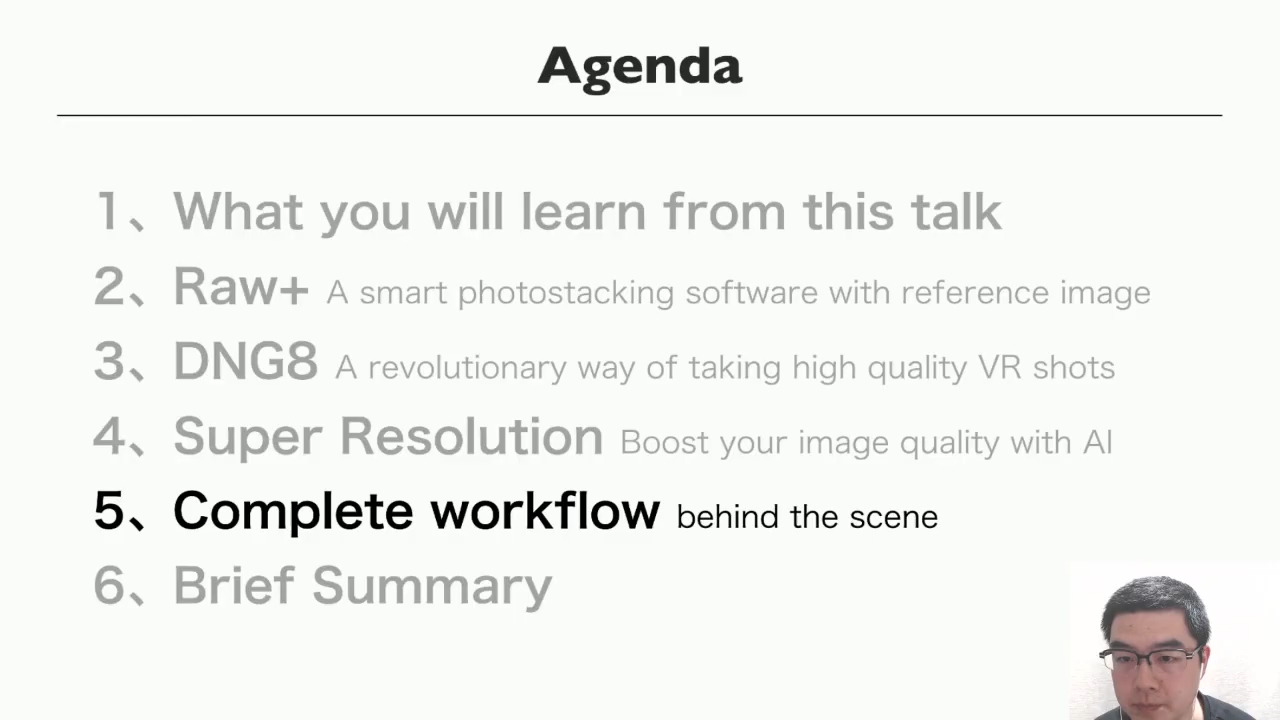 Agenda
1、What you will learn from this talk
2、Raw+ A smart photostacking software with reference image
3、DNG8 A revolutionary way of taking high quality VR shots
4、Super Resolution Boost your image quality with AI
5、Complete workflow behind the scene
6、Brief Summary